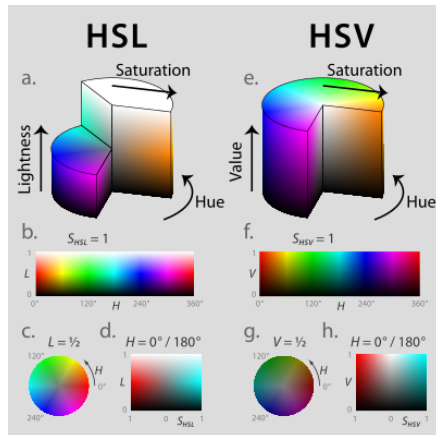 HSL
HSV
a.
Saturation
Lightness
Hue
e.
Saturation
Value
Hue
b.
S_HSL = 1
1
L
0
0°
120°
H
240°
360°
f.
S_HSV = 1
1
V
0
0°
120°
H
240°
360°
c.
L = ½
120°
H
0°
240°
d.
H = 0° / 180°
1
L
0
1
0
S_HSL
1
g.
V = ½
120°
H
0°
240°
h.
H = 0° / 180°
1
V
0
1
0
S_HSV
1